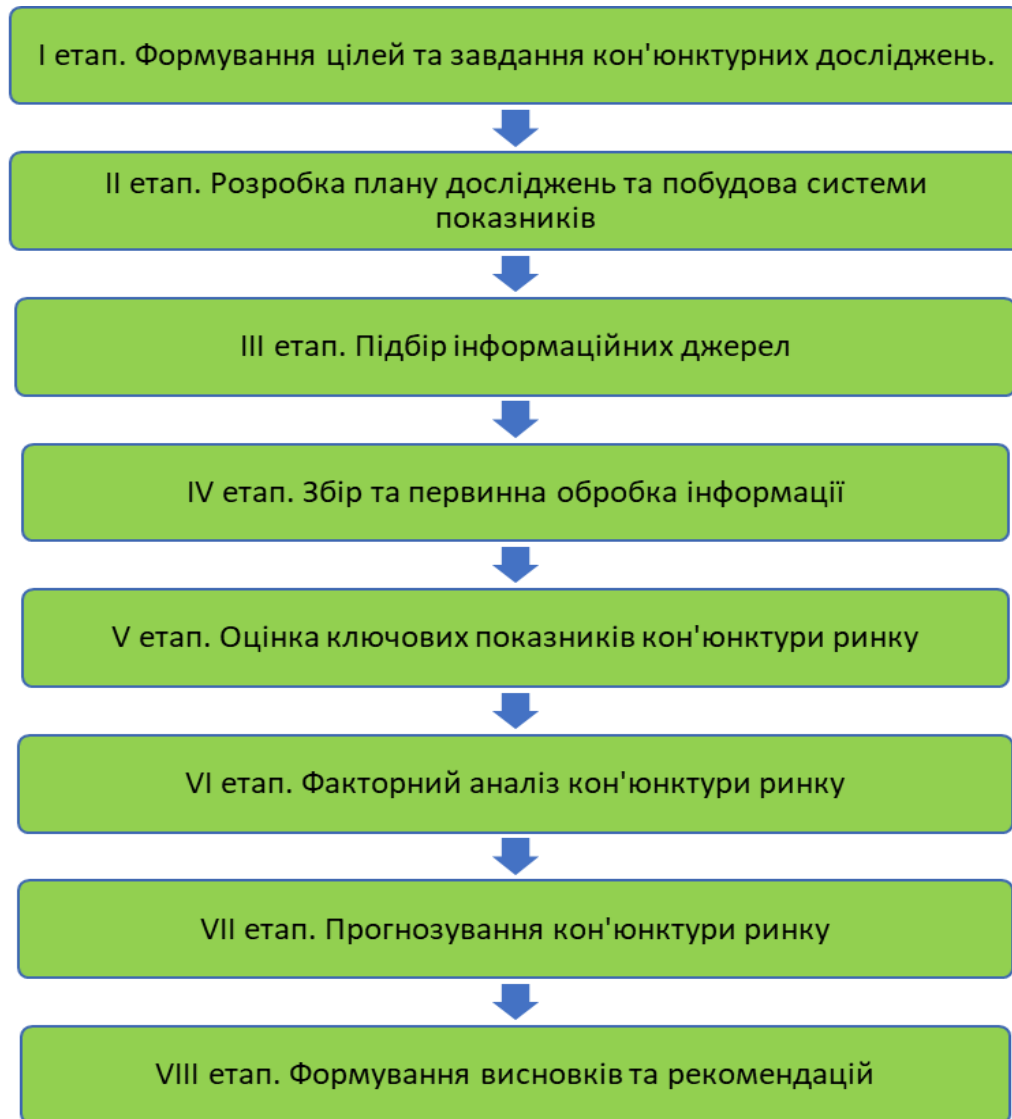 I етап. Формування цілей та завдання кон'юнктурних досліджень.
II етап. Розробка плану досліджень та побудова системи
показників
III етап. Підбір інформаційних джерел
IV етап. Збір та первинна обробка інформації
V етап. Оцінка ключових показників кон'юнктури ринку
VI етап. Факторний аналіз кон'юнктури ринку
VII етап. Прогнозування кон'юнктури ринку
VIII етап. Формування висновків та рекомендацій